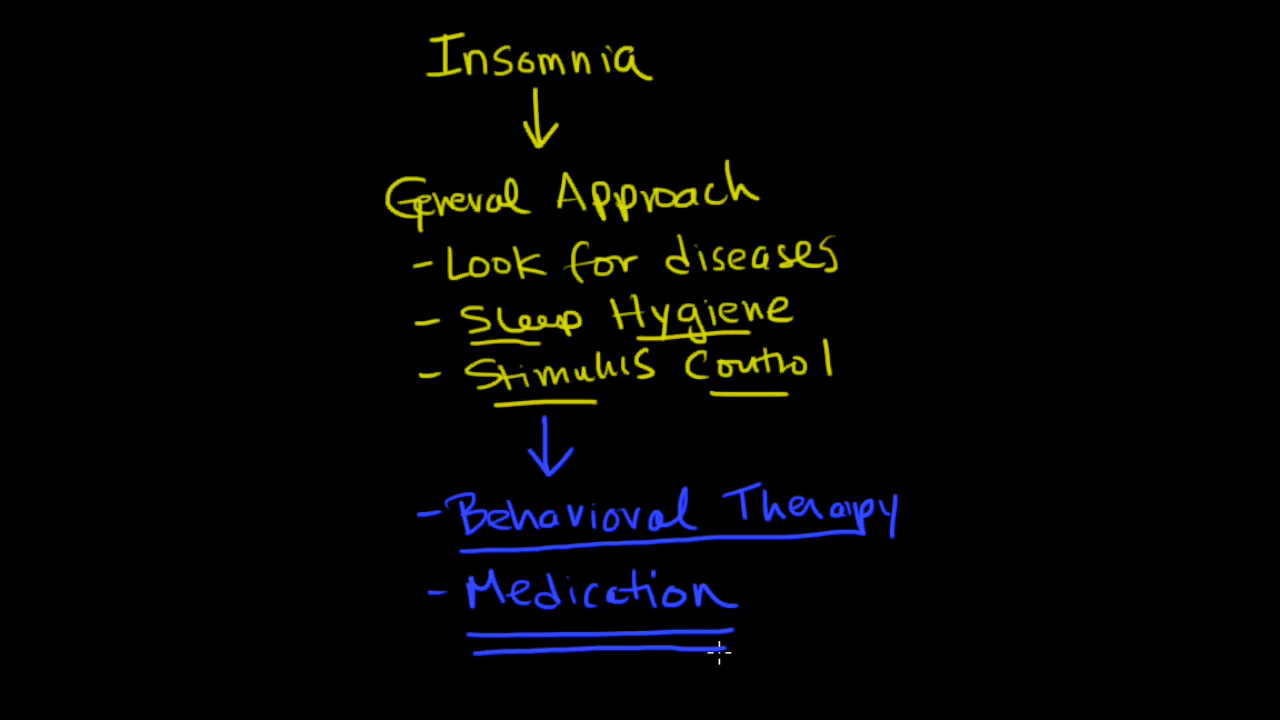 Insomnia
General Approach
- Look for diseases
- Sleep Hygiene
- Stimulus Control
- Behavioral Therapy
- Medication